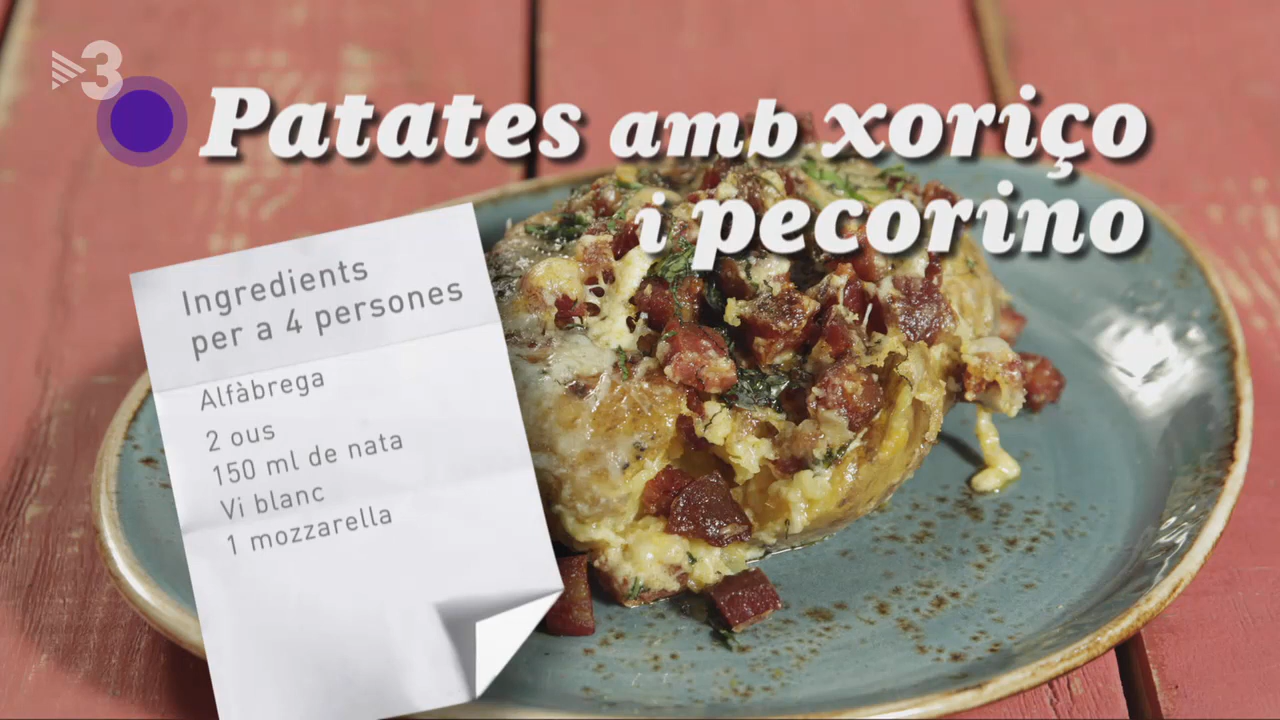 3
Patates amb xoriço
i pecorino
Ingredients
per a 4 persones
Alfàbrega
2 ous
150 ml de nata
Vi blanc
1 mozzarella